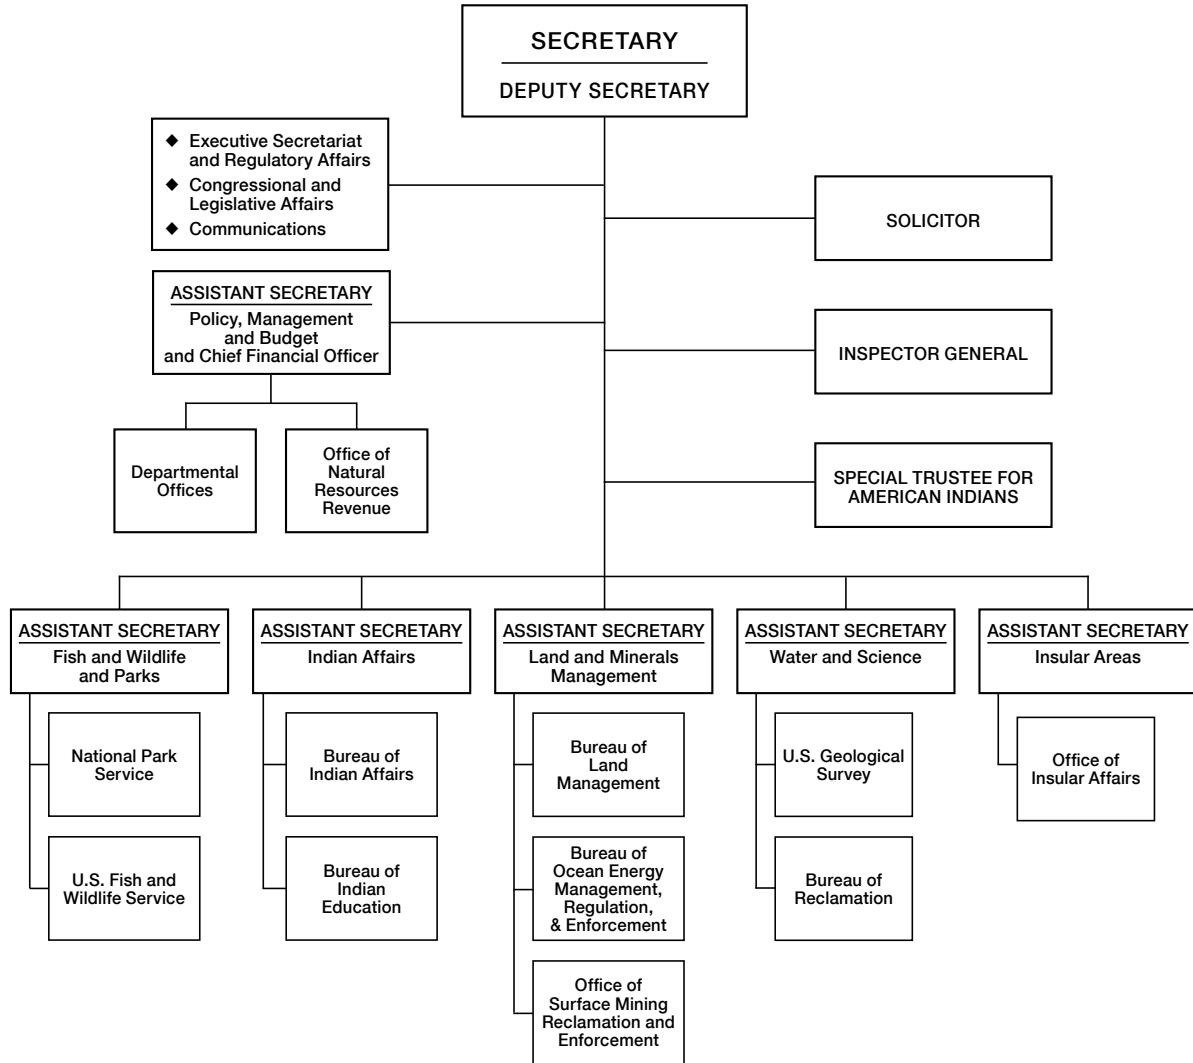 SECRETARY
DEPUTY SECRETARY
◆ Executive Secretariat
and Regulatory Affairs
◆ Congressional and
Legislative Affairs
◆ Communications
SOLICITOR
ASSISTANT SECRETARY
Policy, Management
and Budget
and Chief Financial Officer
INSPECTOR GENERAL
Departmental
Offices
Office of
Natural
Resources
Revenue
SPECIAL TRUSTEE FOR
AMERICAN INDIANS
ASSISTANT SECRETARY
Fish and Wildlife
and Parks
National Park
Service
U.S. Fish and
Wildlife Service
ASSISTANT SECRETARY
Indian Affairs
Bureau of
Indian Affairs
Bureau of
Indian
Education
ASSISTANT SECRETARY
Land and Minerals
Management
Bureau of
Land
Management
Bureau of
Ocean Energy
Management,
Regulation,
& Enforcement
Office of
Surface Mining
Reclamation and
Enforcement
ASSISTANT SECRETARY
Water and Science
U.S. Geological
Survey
Bureau of
Reclamation
ASSISTANT SECRETARY
Insular Areas
Office of
Insular Affairs